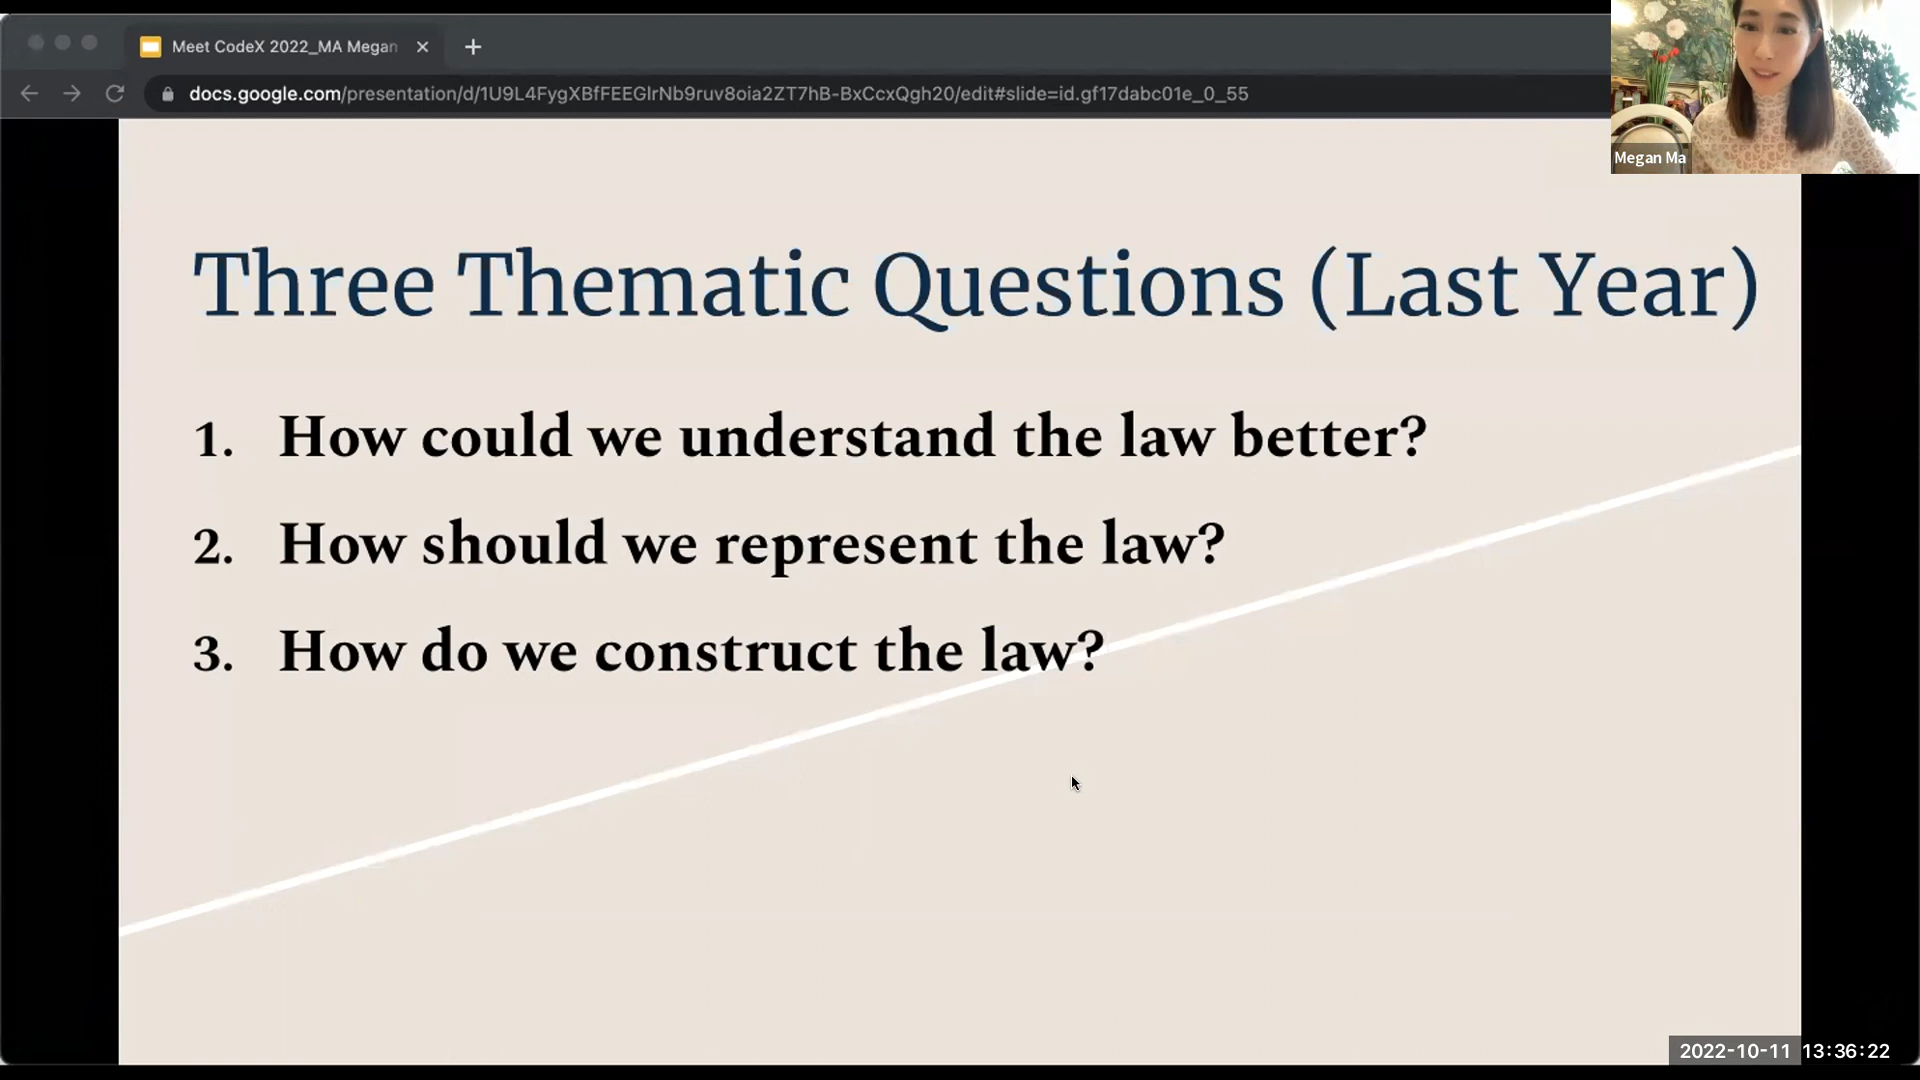 Meet CodeX 2022_MA Megan
docs.google.com/presentation/d/1U9L4FygXBfFEEGlrNb9ruv8oia2ZT7hB-BxCcxQgh20/edit#slide=id.gf17dabc01e_0_55
Megan Ma
Three Thematic Questions (Last Year)
1. How could we understand the law better?
2. How should we represent the law?
3. How do we construct the law?
2022-10-11 13:36:22